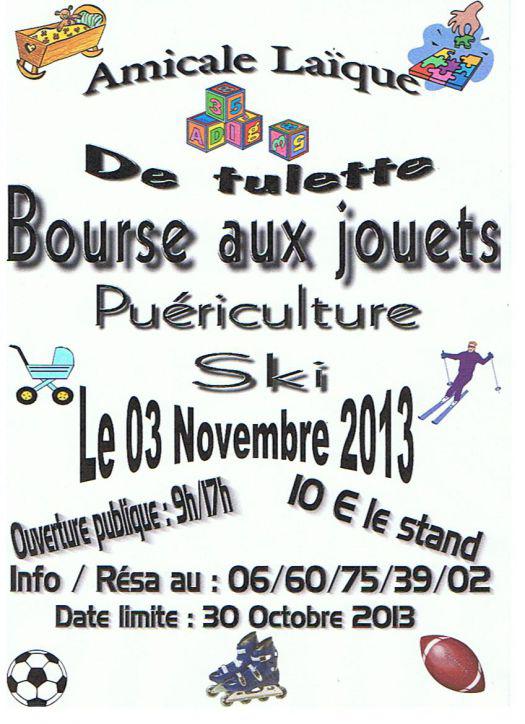 Amicale Laïque
De tulette
Bourse aux jouets
Puériculture
Ski
Le 03 Novembre 2013
Ouverture publique : 9h/17h
10 € le stand
Info / Résa au : 06/60/75/39/02
Date limite : 30 Octobre 2013